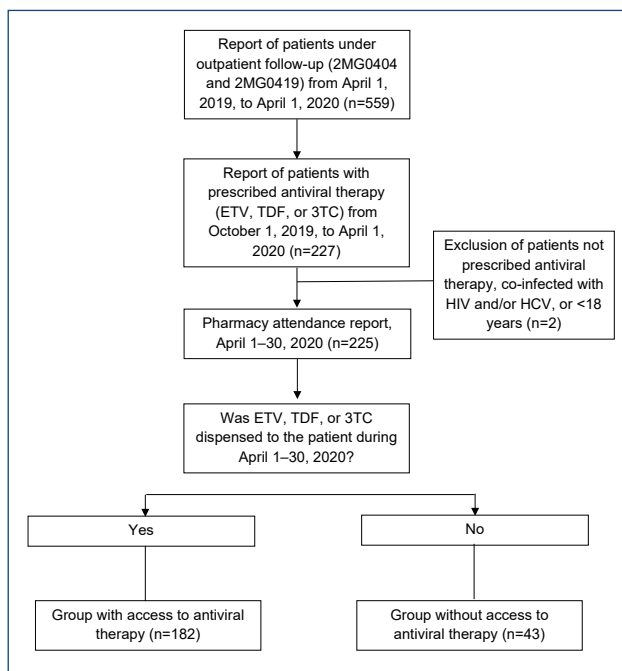 Report of patients under
outpatient follow-up (2MG0404
and 2MG0419) from April 1,
2019, to April 1, 2020 (n=559)
Report of patients with
prescribed antiviral therapy
(ETV, TDF, or 3TC) from
October 1, 2019, to April 1,
2020 (n=227)
Exclusion of patients not
prescribed antiviral
therapy, co-infected with
HIV and/or HCV, or <18
years (n=2)
Pharmacy attendance report,
April 1–30, 2020 (n=225)
Was ETV, TDF, or 3TC
dispensed to the patient during
April 1–30, 2020?
Yes
No
Group with access to antiviral
therapy (n=182)
Group without access to
antiviral therapy (n=43)